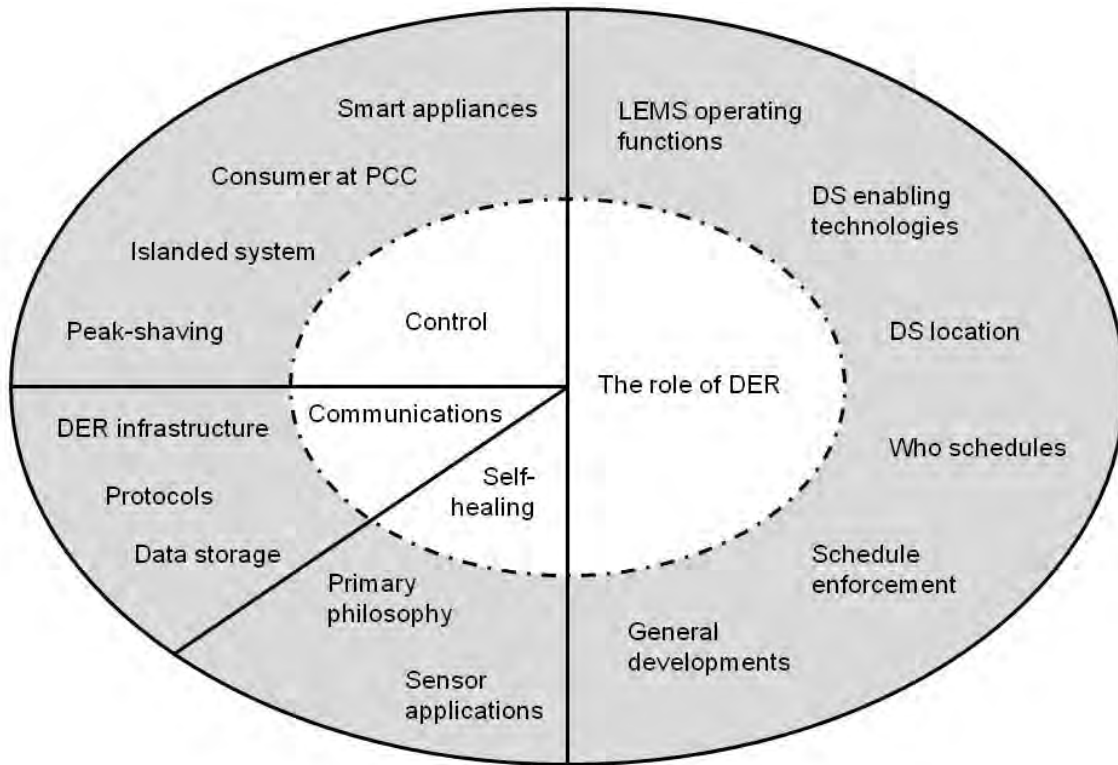 Smart appliances
Consumer at PCC
Islanded system
Peak-shaving
Control
DER infrastructure
Protocols
Data storage
Communications
Primary
philosophy
Sensor
applications
Self-
healing
The role of DER
LEMS operating
functions
DS enabling
technologies
DS location
Who schedules
Schedule
enforcement
General
developments